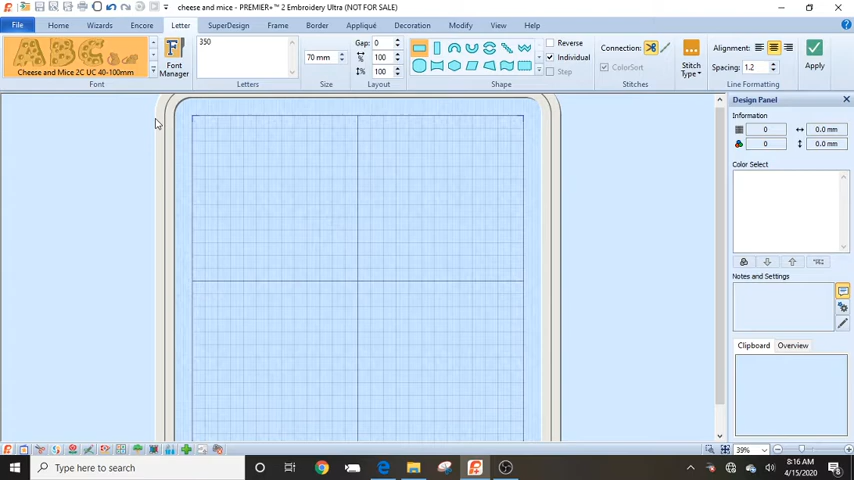 cheese and mice - PREMIER+™ 2 Embroidery Ultra (NOT FOR SALE)
File Home Wizards Encore Letter SuperDesign Frame Border Appliqué Decoration Modify View Help
ABC
Cheese and Mice 2C UC 40-100mm
Font
Font Manager
350
Letters
70 mm
Size
Gap: 0
% 100
% 100
Reverse
Individual
Step
Shape
Connection:
ColorSort
Stitches
Stitch Type
Alignment:
Spacing: 1.2
Line Formatting
Apply
Design Panel
Information
0 0.0 mm
0 0.0 mm
Color Select
Notes and Settings
Clipboard Overview
39%
Type here to search
8:16 AM
4/15/2020